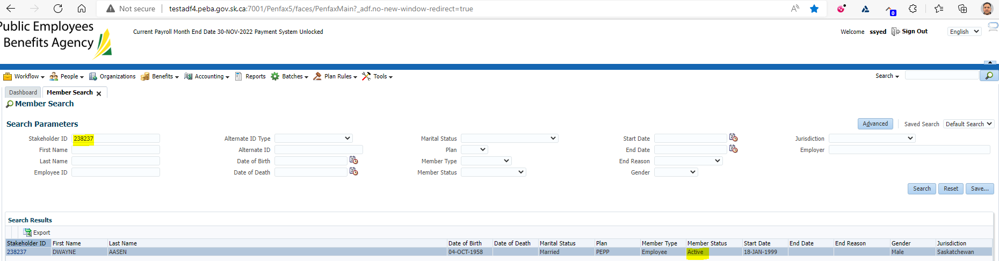 Not secure | testadf4.peba.gov.sk.ca:7001/Penfax5/faces/PenfaxMain?_adf.no-new-window-redirect=true
0
Public Employees
Benefits Agency
Current Payroll Month End Date 30-NOV-2022 Payment System Unlocked
Welcome ssyed Sign Out English
Workflow People Organizations Benefits Accounting Reports Batches Plan Rules Tools Search
Dashboard Member Search
Member Search
Search Parameters Advanced Saved Search Default Search
Stakeholder ID 238237 Alternate ID Type Marital Status Start Date Jurisdiction
First Name Alternate ID Plan End Date Employer
Last Name Date of Birth Member Type End Reason
Employee ID Date of Death Member Status Gender
Search Reset Save...
Search Results
Export
Stakeholder ID First Name Last Name Date of Birth Date of Death Marital Status Plan Member Type Member Status Start Date End Date End Reason Gender Jurisdiction
238237 DWAYNE AASEN 04-OCT-1958 Married PEPP Employee Active 18-JAN-1999 Male Saskatchewan